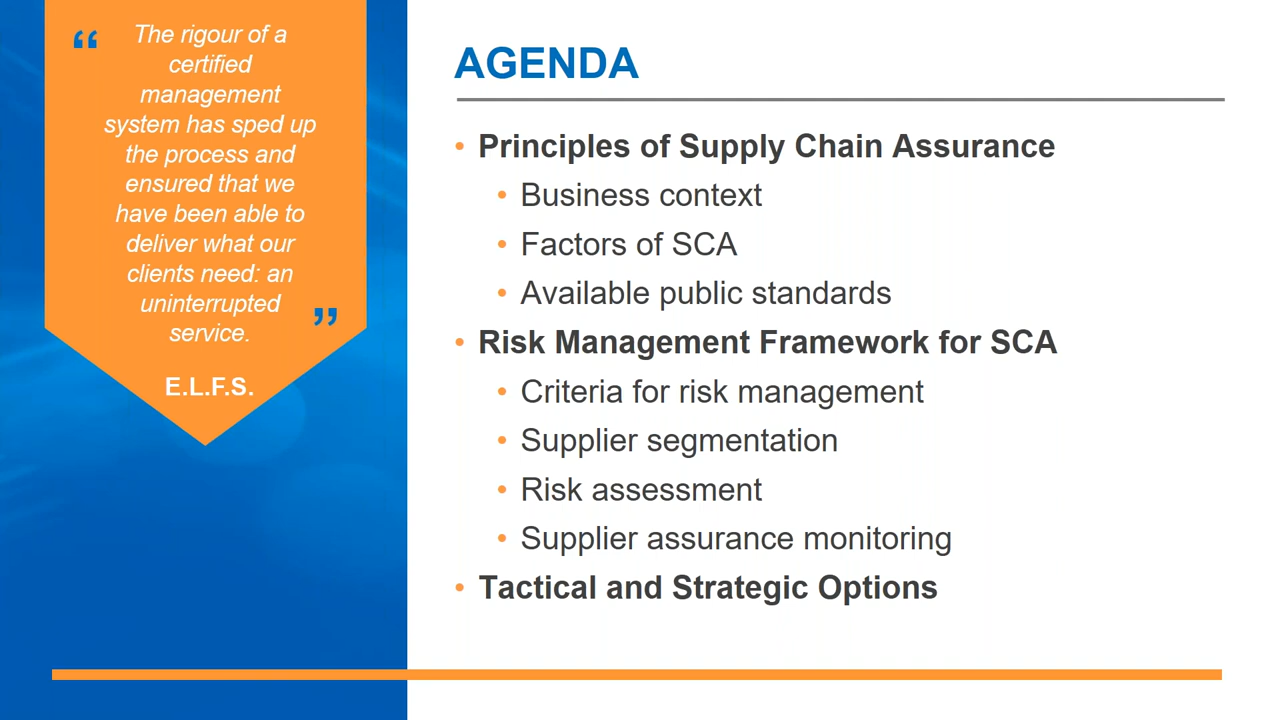 “ The rigour of a
certified
management
system has sped up
the process and
ensured that we
have been able to
deliver what our
clients need: an
uninterrupted
service. ”
E.L.F.S.
AGENDA
• Principles of Supply Chain Assurance
• Business context
• Factors of SCA
• Available public standards
• Risk Management Framework for SCA
• Criteria for risk management
• Supplier segmentation
• Risk assessment
• Supplier assurance monitoring
• Tactical and Strategic Options